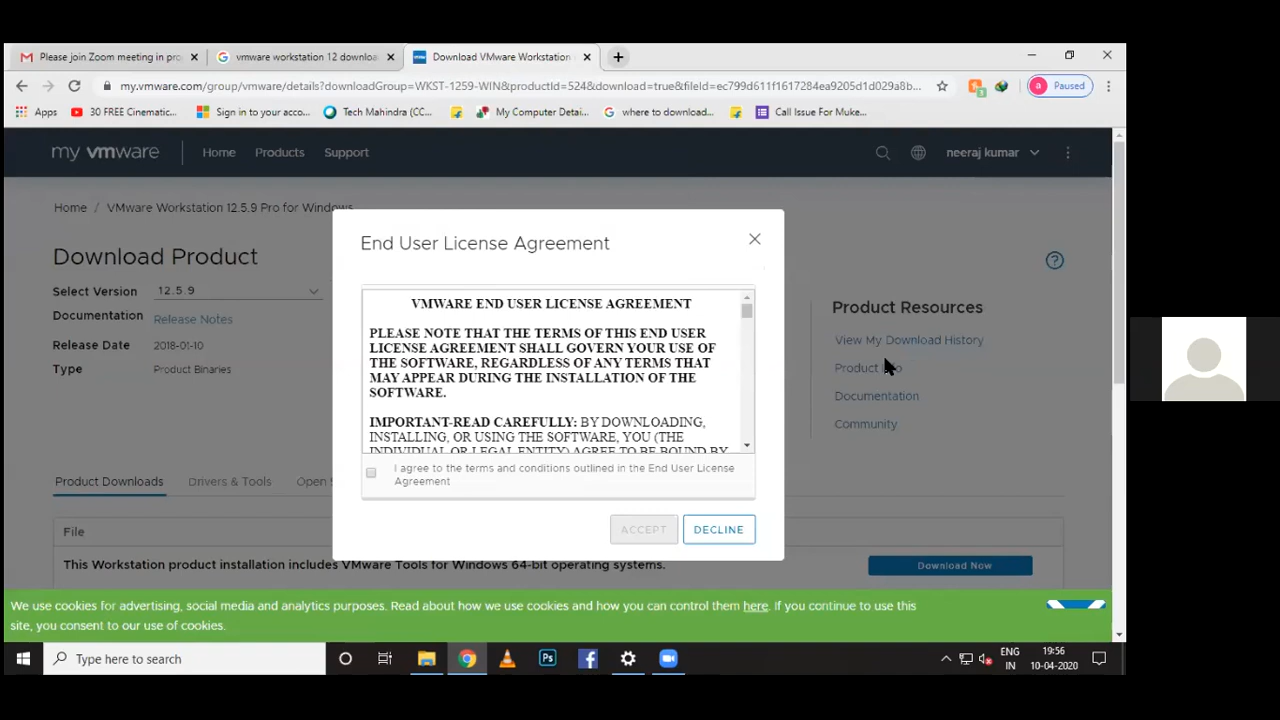 Please join Zoom meeting in pro
vmware workstation 12 downloa
Download VMware Workstation
my.vmware.com/group/vmware/details?downloadGroup=WKST-1259-WIN&productId=524&download=true&fileId=ec799d611f1617284ea9205d1d029a8b...
Paused
Apps
30 FREE Cinematic...
Sign in to your acco...
Tech Mahindra (CC...
My Computer Detai...
where to download...
Call Issue For Muke...
my vmware
Home
Products
Support
neeraj kumar
Home / VMware Workstation 12.5.9 Pro for Windows
Download Product
Select Version 12.5.9
Documentation Release Notes
Release Date 2018-01-10
Type Product Binaries
End User License Agreement
VMWARE END USER LICENSE AGREEMENT
PLEASE NOTE THAT THE TERMS OF THIS END USER
LICENSE AGREEMENT SHALL GOVERN YOUR USE OF
THE SOFTWARE, REGARDLESS OF ANY TERMS THAT
MAY APPEAR DURING THE INSTALLATION OF THE
SOFTWARE.
IMPORTANT-READ CAREFULLY: BY DOWNLOADING,
INSTALLING, OR USING THE SOFTWARE, YOU (THE
INDIVIDUAL OR LEGAL ENTITY) AGREE TO BE BOUND BY
I agree to the terms and conditions outlined in the End User License
Agreement
ACCEPT
DECLINE
Product Resources
View My Download History
Product
Documentation
Community
Product Downloads
Drivers & Tools
Open
File
This Workstation product installation includes VMware Tools for Windows 64-bit operating systems.
Download Now
We use cookies for advertising, social media and analytics purposes. Read about how we use cookies and how you can control them here. If you continue to use this
site, you consent to our use of cookies.
Type here to search
Ps
ENG
IN
19:56
10-04-2020